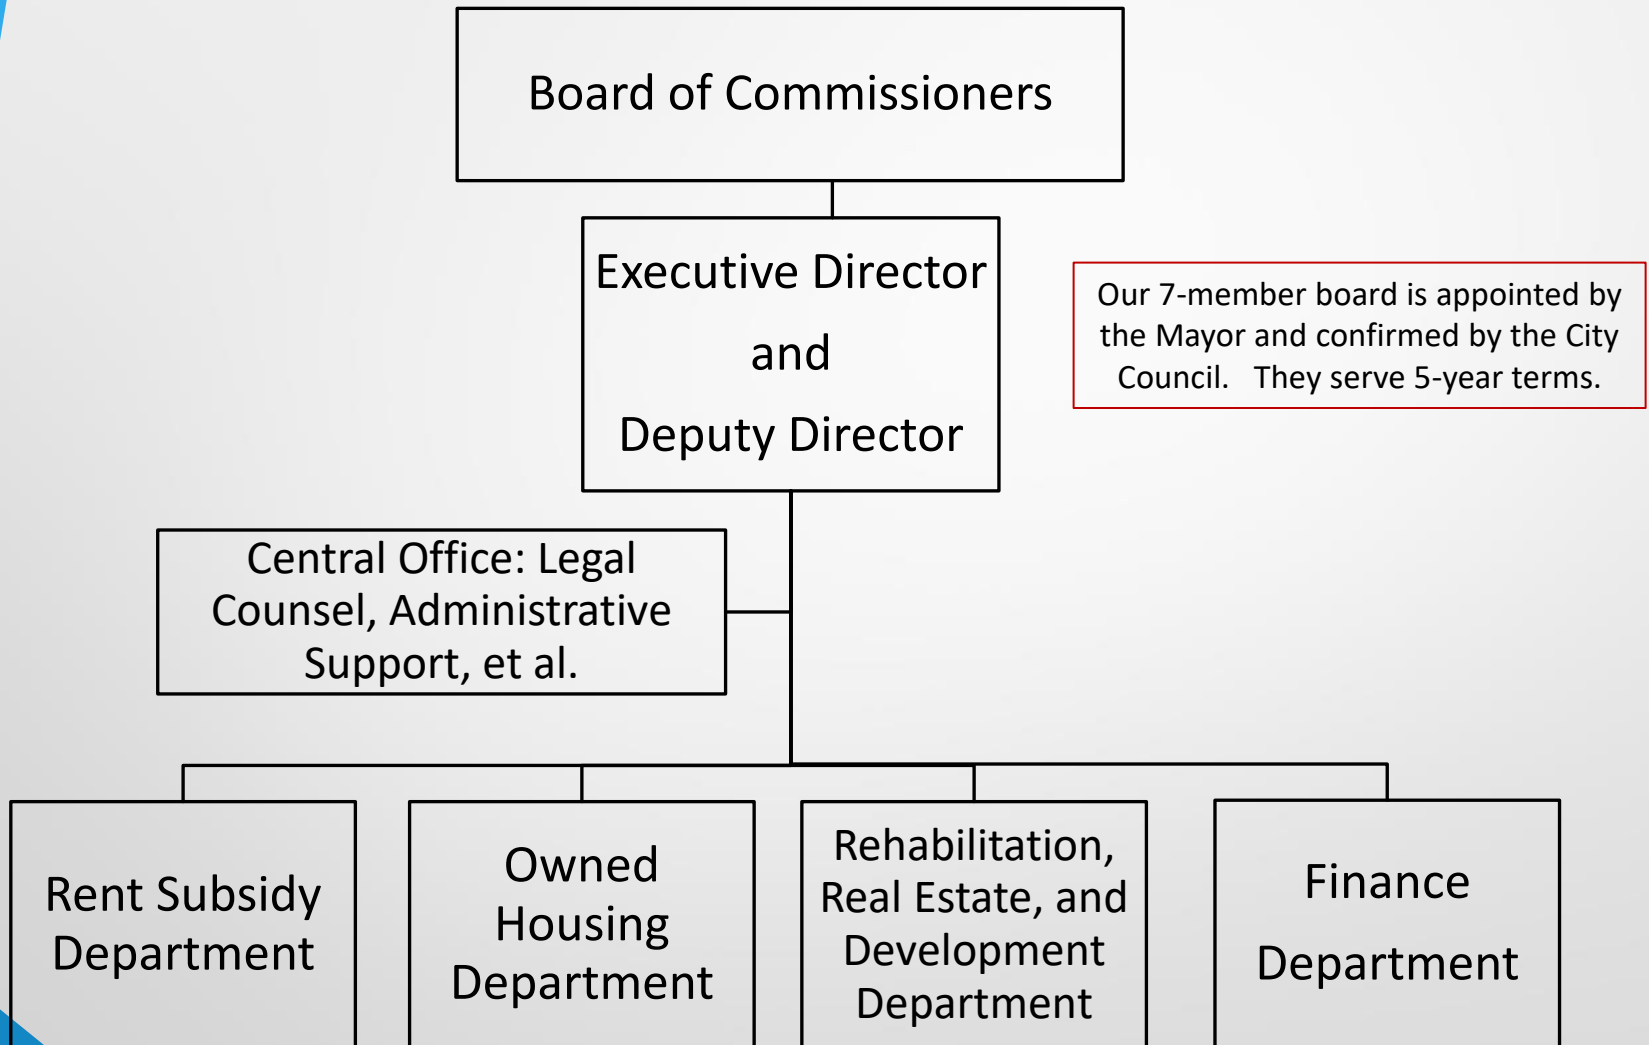 Board of Commissioners
Executive Director
and
Deputy Director
Our 7-member board is appointed by
the Mayor and confirmed by the City
Council.   They serve 5-year terms.
Central Office: Legal
Counsel, Administrative
Support, et al.
Rent Subsidy
Department
Owned
Housing
Department
Rehabilitation,
Real Estate, and
Development
Department
Finance
Department